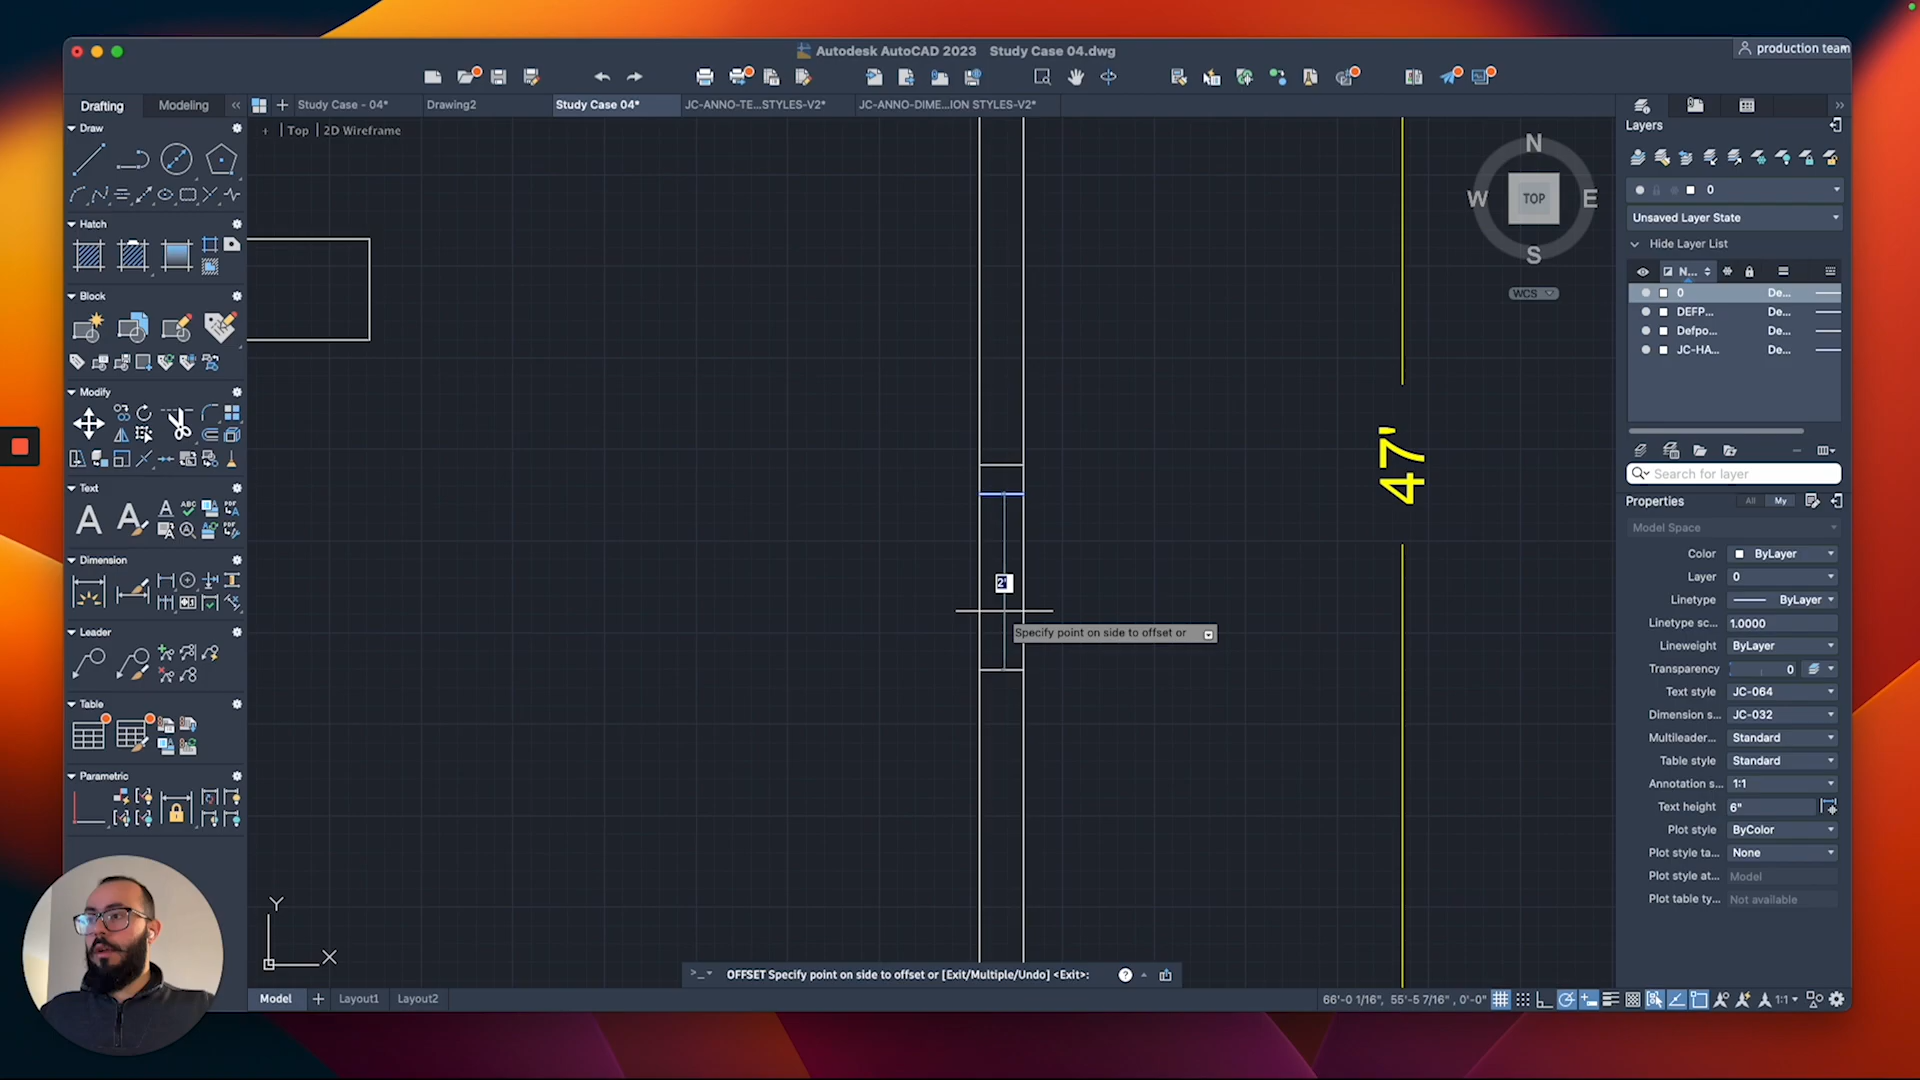 Autodesk AutoCAD 2023 Study Case 04.dwg
production team
Drafting
Modeling
Study Case - 04*
Drawing2
Study Case 04*
JC-ANNO-TE...STYLES-V2*
JC-ANNO-DIME...ION STYLES-V2*
Draw
+ | Top | 2D Wireframe
Hatch
Block
Modify
Text
Dimension
Leader
Table
Parametric
47'
2'
Specify point on side to offset or
N
W
TOP
E
S
WCS
Y
X
OFFSET Specify point on side to offset or [Exit/Multiple/Undo] <Exit>:
Model
Layout1
Layout2
66'-0 1/16", 55'-5 7/16" , 0'-0"
1:1
Layers
0
Unsaved Layer State
Hide Layer List
N...
0 De...
DEFP... De...
Defpo... De...
JC-HA... De...
Search for layer
Properties
All
My
Model Space
Color ByLayer
Layer 0
Linetype ByLayer
Linetype sc... 1.0000
Lineweight ByLayer
Transparency 0
Text style JC-064
Dimension s... JC-032
Multileader... Standard
Table style Standard
Annotation s... 1:1
Text height 6"
Plot style ByColor
Plot style ta... None
Plot style at... Model
Plot table ty... Not available